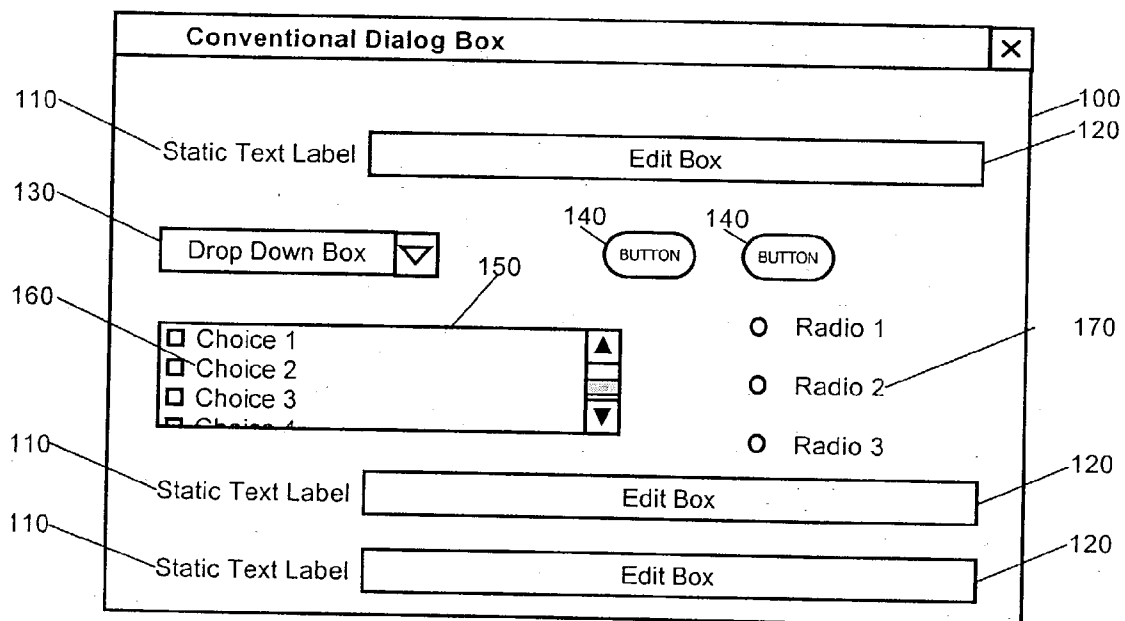 Conventional Dialog Box
110
100
120
Static Text Label
Edit Box
130
140
140
Drop Down Box
BUTTON
BUTTON
150
160
Choice 1
Radio 1
170
Choice 2
Radio 2
Choice 3
Choice 4
Radio 3
110
120
Static Text Label
Edit Box
110
120
Static Text Label
Edit Box